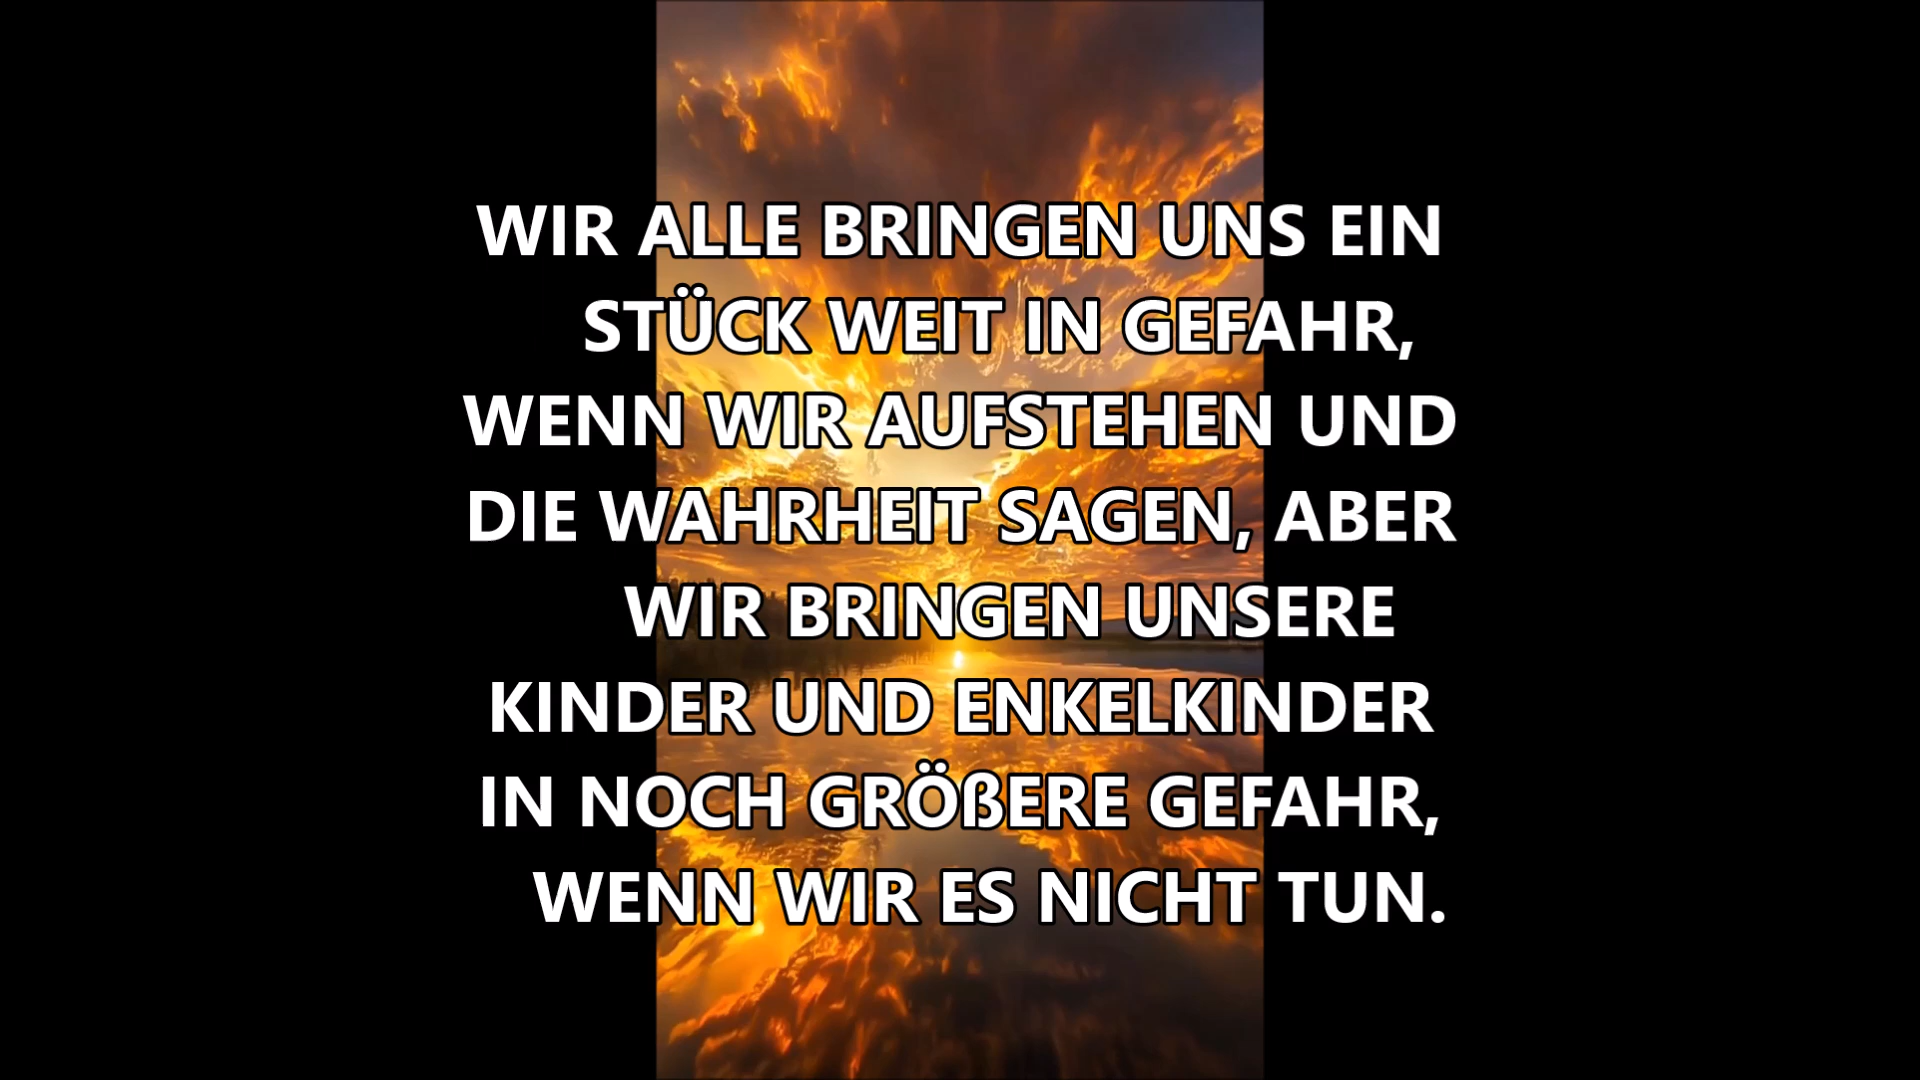 WIR ALLE BRINGEN UNS EIN
STÜCK WEIT IN GEFAHR,
WENN WIR AUFSTEHEN UND
DIE WAHRHEIT SAGEN, ABER
WIR BRINGEN UNSERE
KINDER UND ENKELKINDER
IN NOCH GRÖßERE GEFAHR,
WENN WIR ES NICHT TUN.